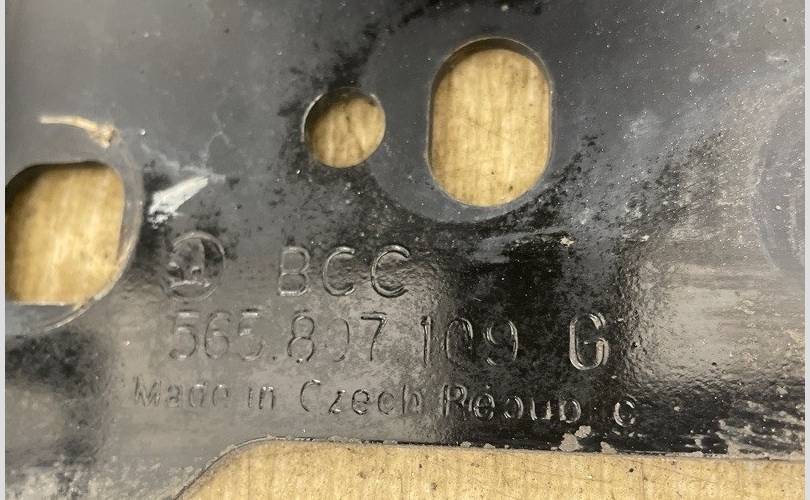 BCC
565.807 109 G
Made in Czech Republic